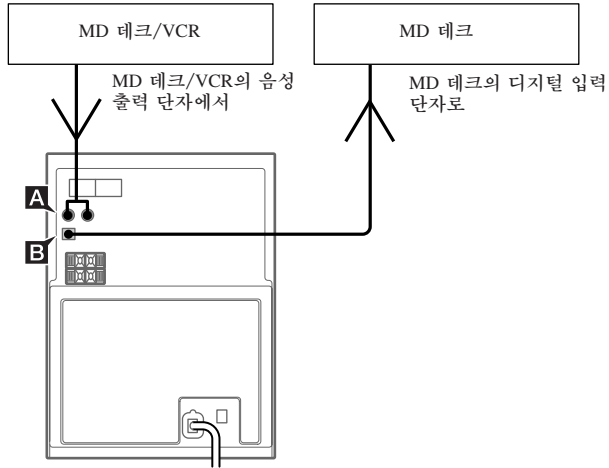 MD 데크/VCR
MD 데크
MD 데크/VCR의 음성
출력 단자에서
MD 데크의 디지털 입력
단자로
A
B